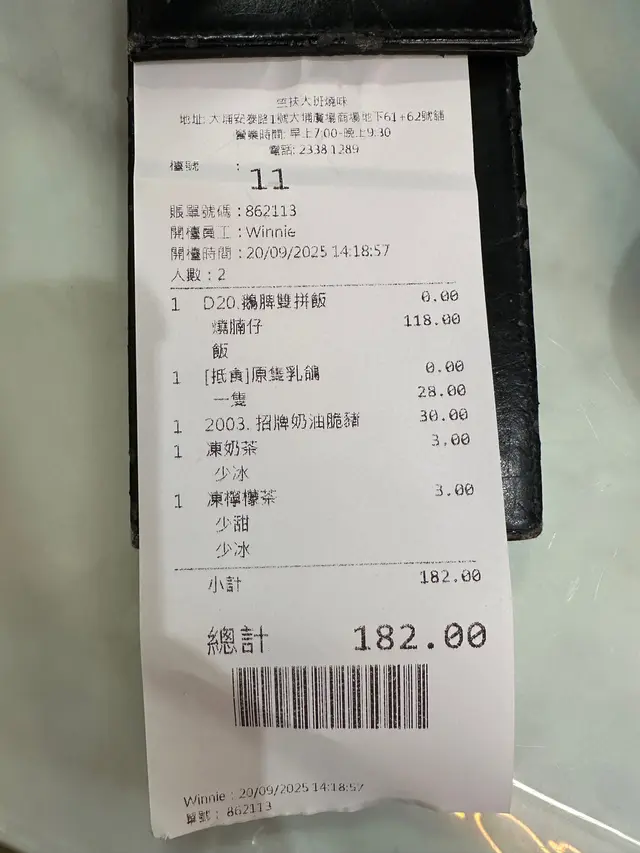 大班燒味
地址: 大埔安泰路1號大埔廣場商場地下61+62號舖
營業時間: 早上7:00-晚上9:30
電話: 2338 1289
檯號 : 11
賬單號碼 : 862113
開檯員工 : Winnie
開檯時間 : 20/09/2025 14:18:57
人數 : 2
1 D20.鵝脾雙拼飯 0.00
燒腩仔 118.00
飯
1 [抵食]原隻乳鴿 0.00
一隻 28.00
1 2003. 招牌奶油脆豬 30.00
1 凍奶茶 3.00
少冰
1 凍檸檬茶 3.00
少甜
少冰
小計 182.00
總計 182.00
Winnie : 20/09/2025 14:18:57
單號 : 862113